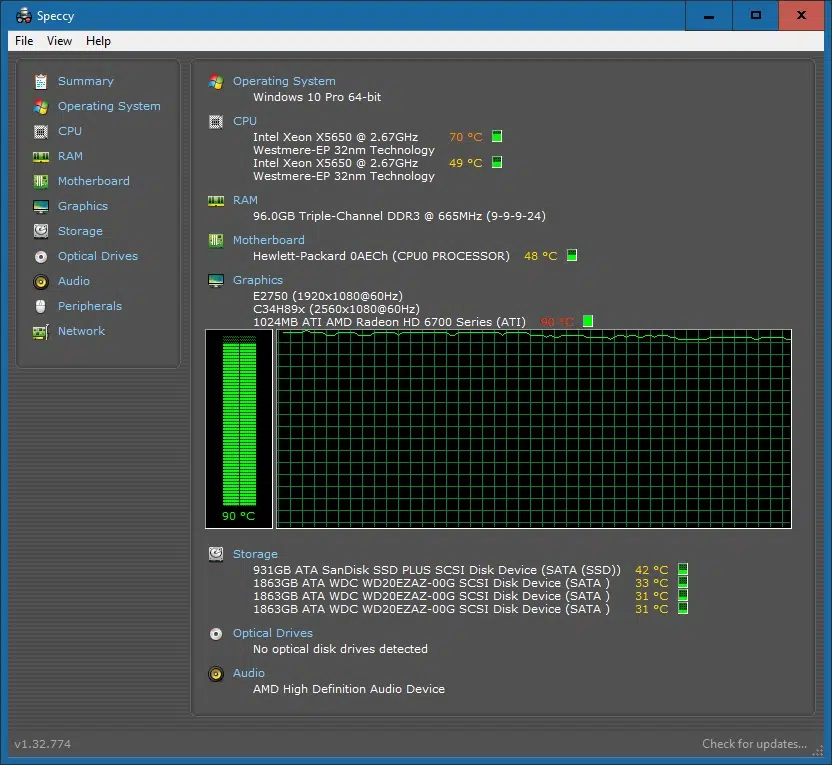 Speccy
File View Help
Summary
Operating System
CPU
RAM
Motherboard
Graphics
Storage
Optical Drives
Audio
Peripherals
Network
Operating System
Windows 10 Pro 64-bit
CPU
Intel Xeon X5650 @ 2.67GHz 70 °C
Westmere-EP 32nm Technology
Intel Xeon X5650 @ 2.67GHz 49 °C
Westmere-EP 32nm Technology
RAM
96.0GB Triple-Channel DDR3 @ 665MHz (9-9-9-24)
Motherboard
Hewlett-Packard 0AECh (CPU0 PROCESSOR) 48 °C
Graphics
E2750 (1920x1080@60Hz)
C34H89x (2560x1080@60Hz)
1024MB ATI AMD Radeon HD 6700 Series (ATI) 90 °C
90 °C
Storage
931GB ATA SanDisk SSD PLUS SCSI Disk Device (SATA (SSD)) 42 °C
1863GB ATA WDC WD20EZAZ-00G SCSI Disk Device (SATA ) 33 °C
1863GB ATA WDC WD20EZAZ-00G SCSI Disk Device (SATA ) 31 °C
1863GB ATA WDC WD20EZAZ-00G SCSI Disk Device (SATA ) 31 °C
Optical Drives
No optical disk drives detected
Audio
AMD High Definition Audio Device
v1.32.774
Check for updates...